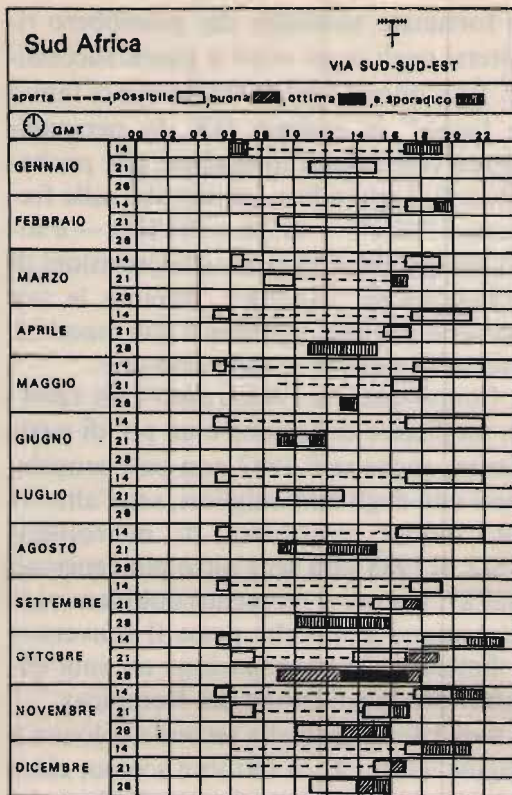 Sud Africa
VIA SUD-SUD-EST
aperta ----, possibile, buona, ottima, e. sporadico
GMT 00 02 04 06 08 10 12 14 16 18 20 22
14
GENNAIO 21
28
14
FEBBRAIO 21
28
14
MARZO 21
28
14
APRILE 21
28
14
MAGGIO 21
28
14
GIUGNO 21
28
14
LUGLIO 21
28
14
AGOSTO 21
28
14
SETTEMBRE 21
28
14
OTTOBRE 21
28
14
NOVEMBRE 21
28
14
DICEMBRE 21
28